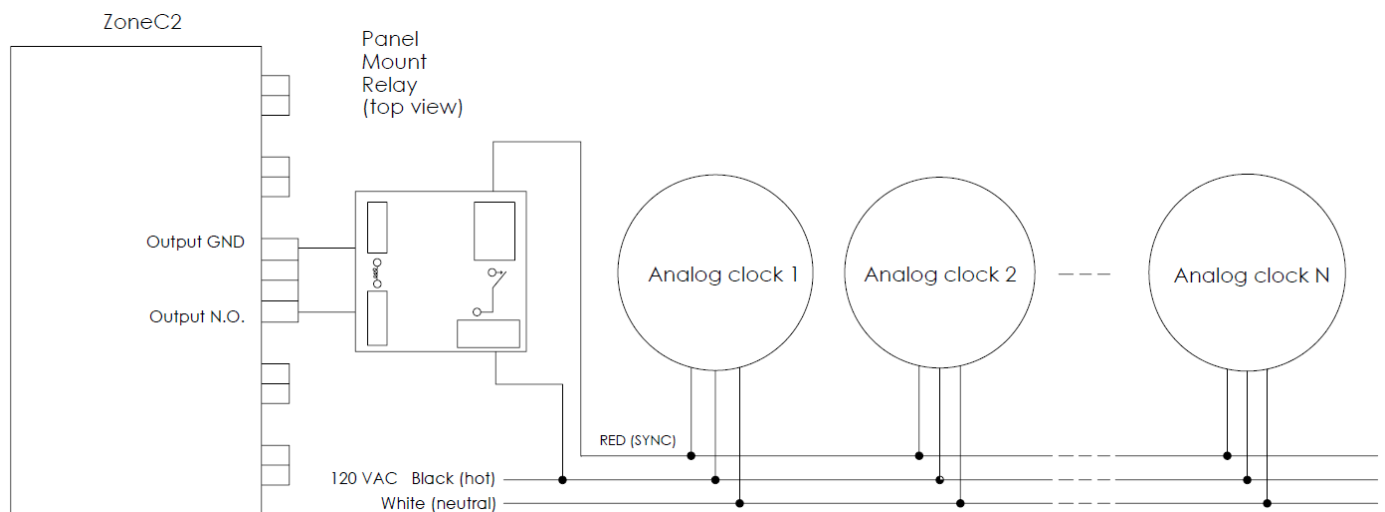 ZoneC2
Panel
Mount
Relay
(top view)
Output GND
Output N.O.
Analog clock 1
Analog clock 2
Analog clock N
RED (SYNC)
120 VAC Black (hot)
White (neutral)